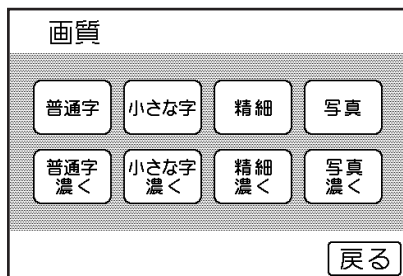 画質
普通字 小さな字 精細 写真
普通字 小さな字 精細 写真
濃く 濃く 濃く 濃く
戻る